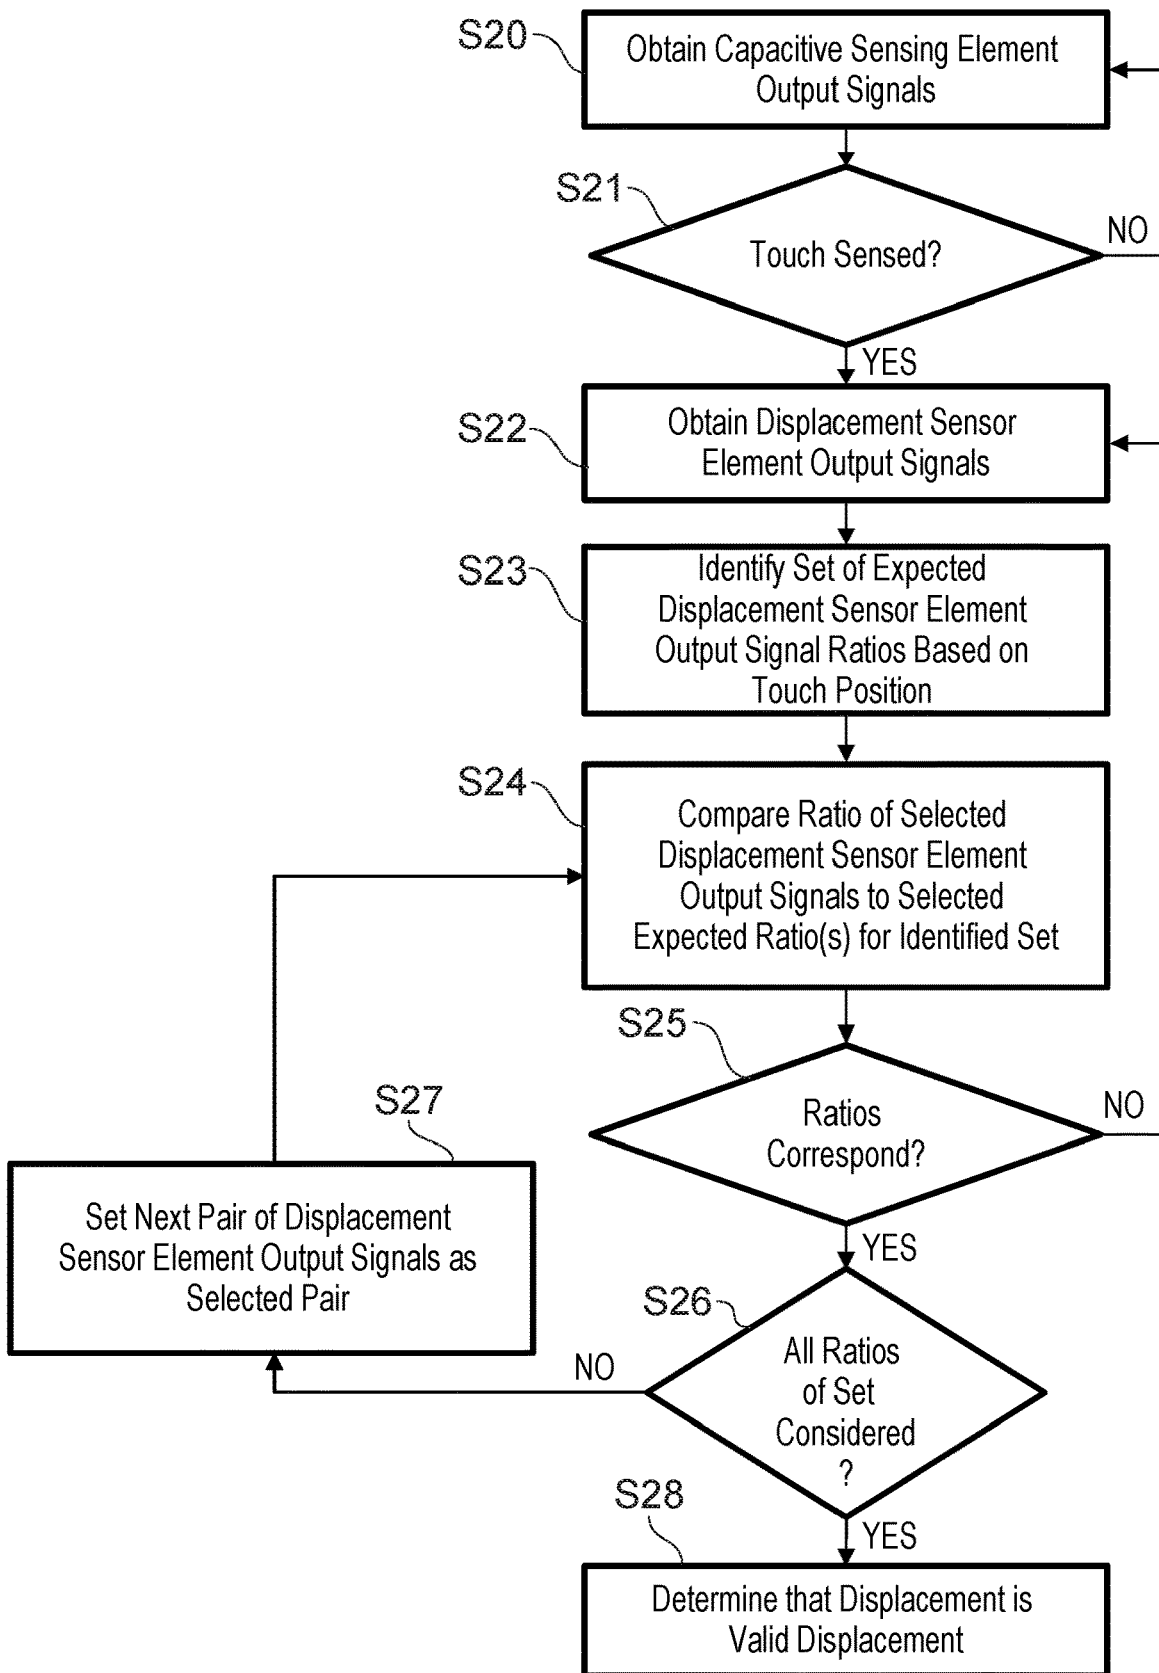 S20
Obtain Capacitive Sensing Element
Output Signals
S21
Touch Sensed?
NO
YES
S22
Obtain Displacement Sensor
Element Output Signals
S23
Identify Set of Expected
Displacement Sensor Element
Output Signal Ratios Based on
Touch Position
S24
Compare Ratio of Selected
Displacement Sensor Element
Output Signals to Selected
Expected Ratio(s) for Identified Set
S25
Ratios
Correspond?
NO
YES
S27
Set Next Pair of Displacement
Sensor Element Output Signals as
Selected Pair
S26
All Ratios
of Set
Considered
?
NO
YES
S28
Determine that Displacement is
Valid Displacement